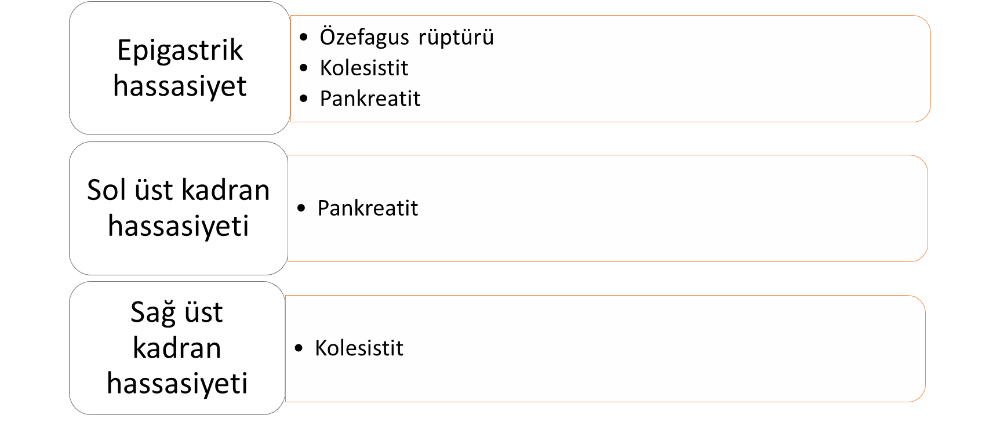 Epigastrik
hassasiyet
• Özefagus rüptürü
• Kolesistit
• Pankreatit
Sol üst kadran
hassasiyeti
• Pankreatit
Sağ üst
kadran
hassasiyeti
• Kolesistit